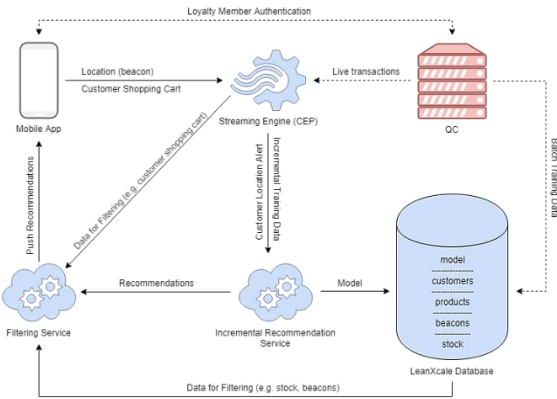 Loyalty Member Authentication
Location (beacon)
Customer Shopping Cart
Live transactions
Mobile App
Streaming Engine (CEP)
QC
Push Recommendations
Data for Filtering (e.g. customer shopping cart)
Customer Location Alert
Incremental Training Data
Batch Training Data
model
customers
products
beacons
stock
Recommendations
Model
Filtering Service
Incremental Recommendation
Service
LeanXcale Database
Data for Filtering (e.g. stock, beacons)